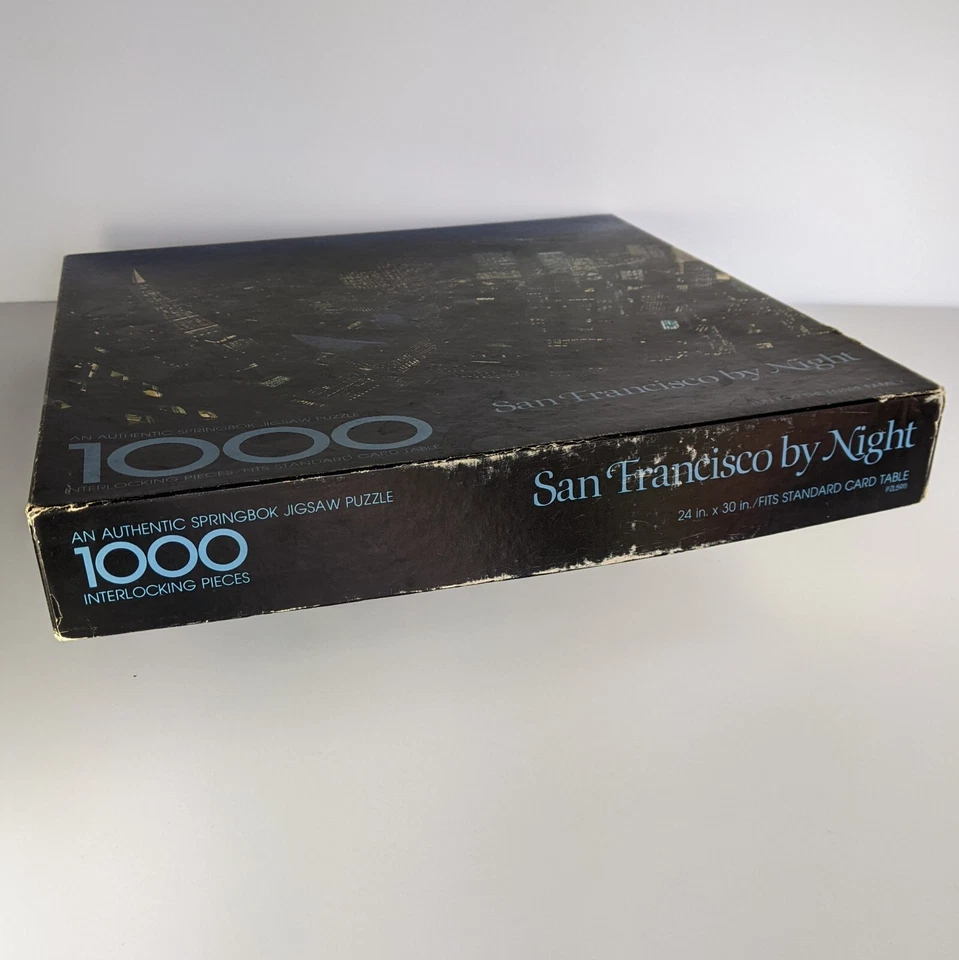 AN AUTHENTIC SPRINGBOK JIGSAW PUZZLE
1000
INTERLOCKING PIECES/FITS STANDARD CARD TABLE
San Francisco by Night
AN AUTHENTIC SPRINGBOK JIGSAW PUZZLE
1000
INTERLOCKING PIECES
San Francisco by Night
24 in. x 30 in./FITS STANDARD CARD TABLE